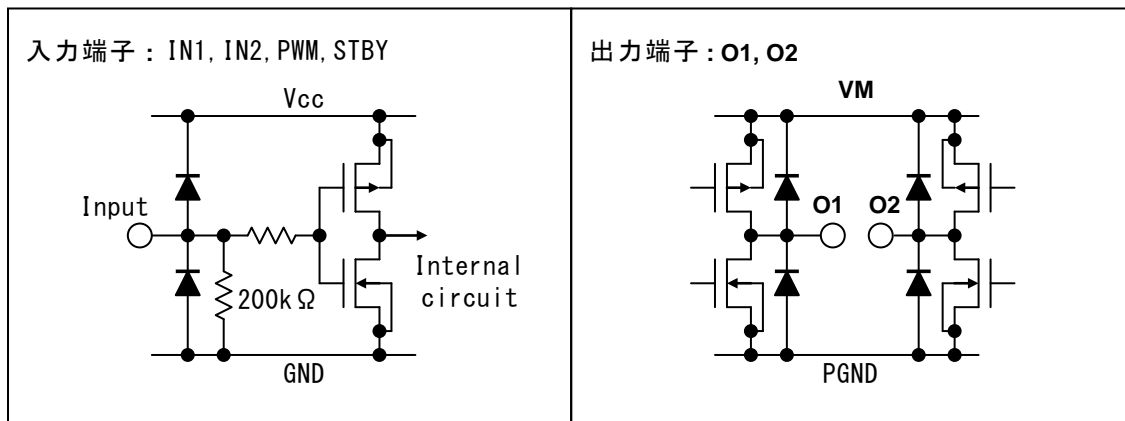 入力端子 : IN1, IN2, PWM, STBY
Vcc
Input
200kΩ
Internal
circuit
GND
出力端子 : O1, O2
VM
O1
O2
PGND